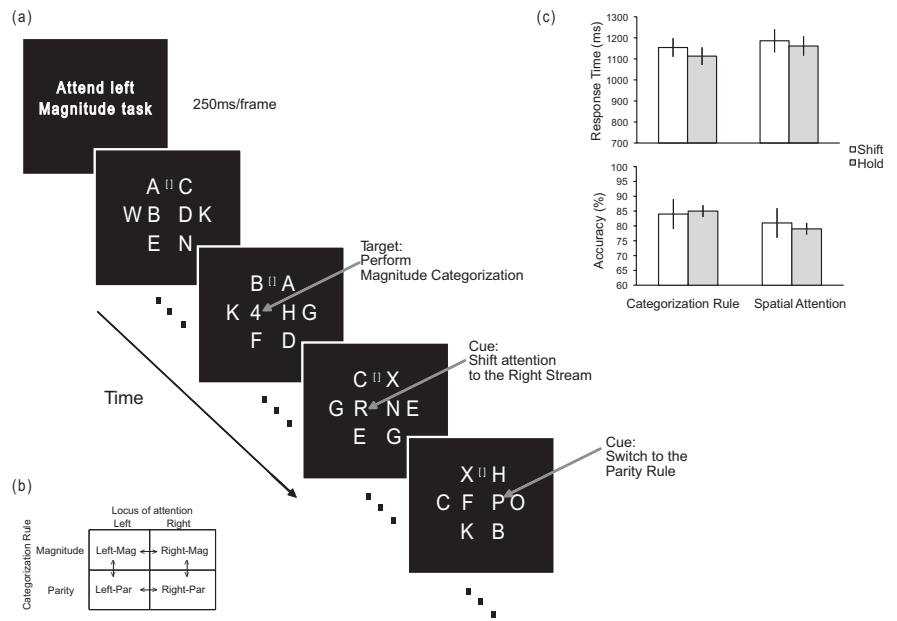 (a)
Attend left
Magnitude task
250ms/frame
A [ ] C
W B D K
E N
B [ ] A
K 4 H G
F D
Target:
Perform
Magnitude Categorization
C [ ] X
G R N E
E G
Cue:
Shift attention
to the Right Stream
X [ ] H
C F P O
K B
Cue:
Switch to the
Parity Rule
Time
(b)
Locus of attention
Left Right
Categorization Rule
Magnitude Left-Mag Right-Mag
Parity Left-Par Right-Par
(c)
Response Time (ms)
1300
1200
1100
1000
900
800
700
Shift
Hold
Accuracy (%)
100
95
90
85
80
75
70
65
60
Categorization Rule Spatial Attention